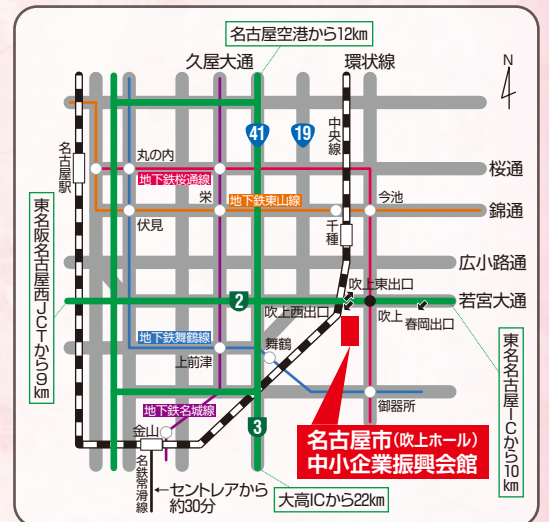 名古屋空港から12km
久屋大通
環状線
N
41
19
中央線
名古屋駅
丸の内
地下鉄桜通線
桜通
栄
地下鉄東山線
今池
錦通
伏見
千種
広小路通
東名阪名古屋西JCTから9km
吹上東出口
若宮大通
2
吹上西出口
吹上
春岡出口
地下鉄舞鶴線
舞鶴
上前津
東名名古屋ICから10km
地下鉄名城線
御器所
金山
3
名古屋市(吹上ホール)
中小企業振興会館
名鉄常滑線
←セントレアから
約30分
大高ICから22km